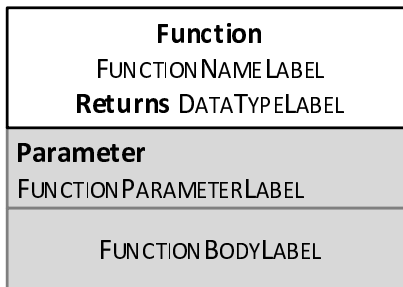 Function
FUNCTIONNAMELABEL
Returns DATATYPELABEL
Parameter
FUNCTIONPARAMETERLABEL
FUNCTIONBODYLABEL